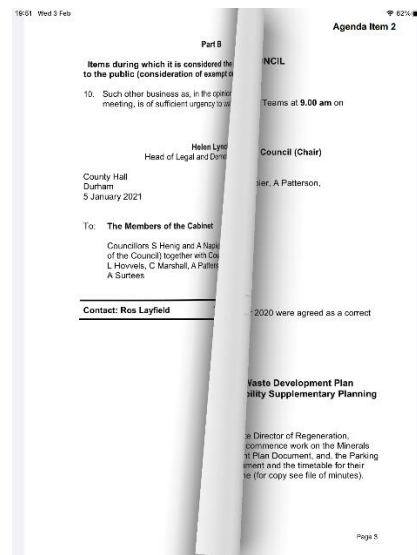 19:51 Wed 3 Feb
62%
Part B
Items during which it is considered the
to the public (consideration of exempt
10. Such other business as, in the opinion
meeting, is of sufficient urgency to
Helen
Head of Legal and
County Hall
Durham
5 January 2021
To: The Members of the Cabinet
Councillors S Henig and A Napier
of the Council) together with
L Hovvels, C Marshall, A
A Surtees
Contact: Ros Layfield
Agenda Item 2
NCIL
Teams at 9.00 am on
Council (Chair)
ier, A Patterson,
2020 were agreed as a correct
Waste Development Plan
bility Supplementary Planning
e Director of Regeneration,
commence work on the Minerals
nt Plan Document, and, the Parking
ment and the timetable for their
ne (for copy see file of minutes).
Page 3